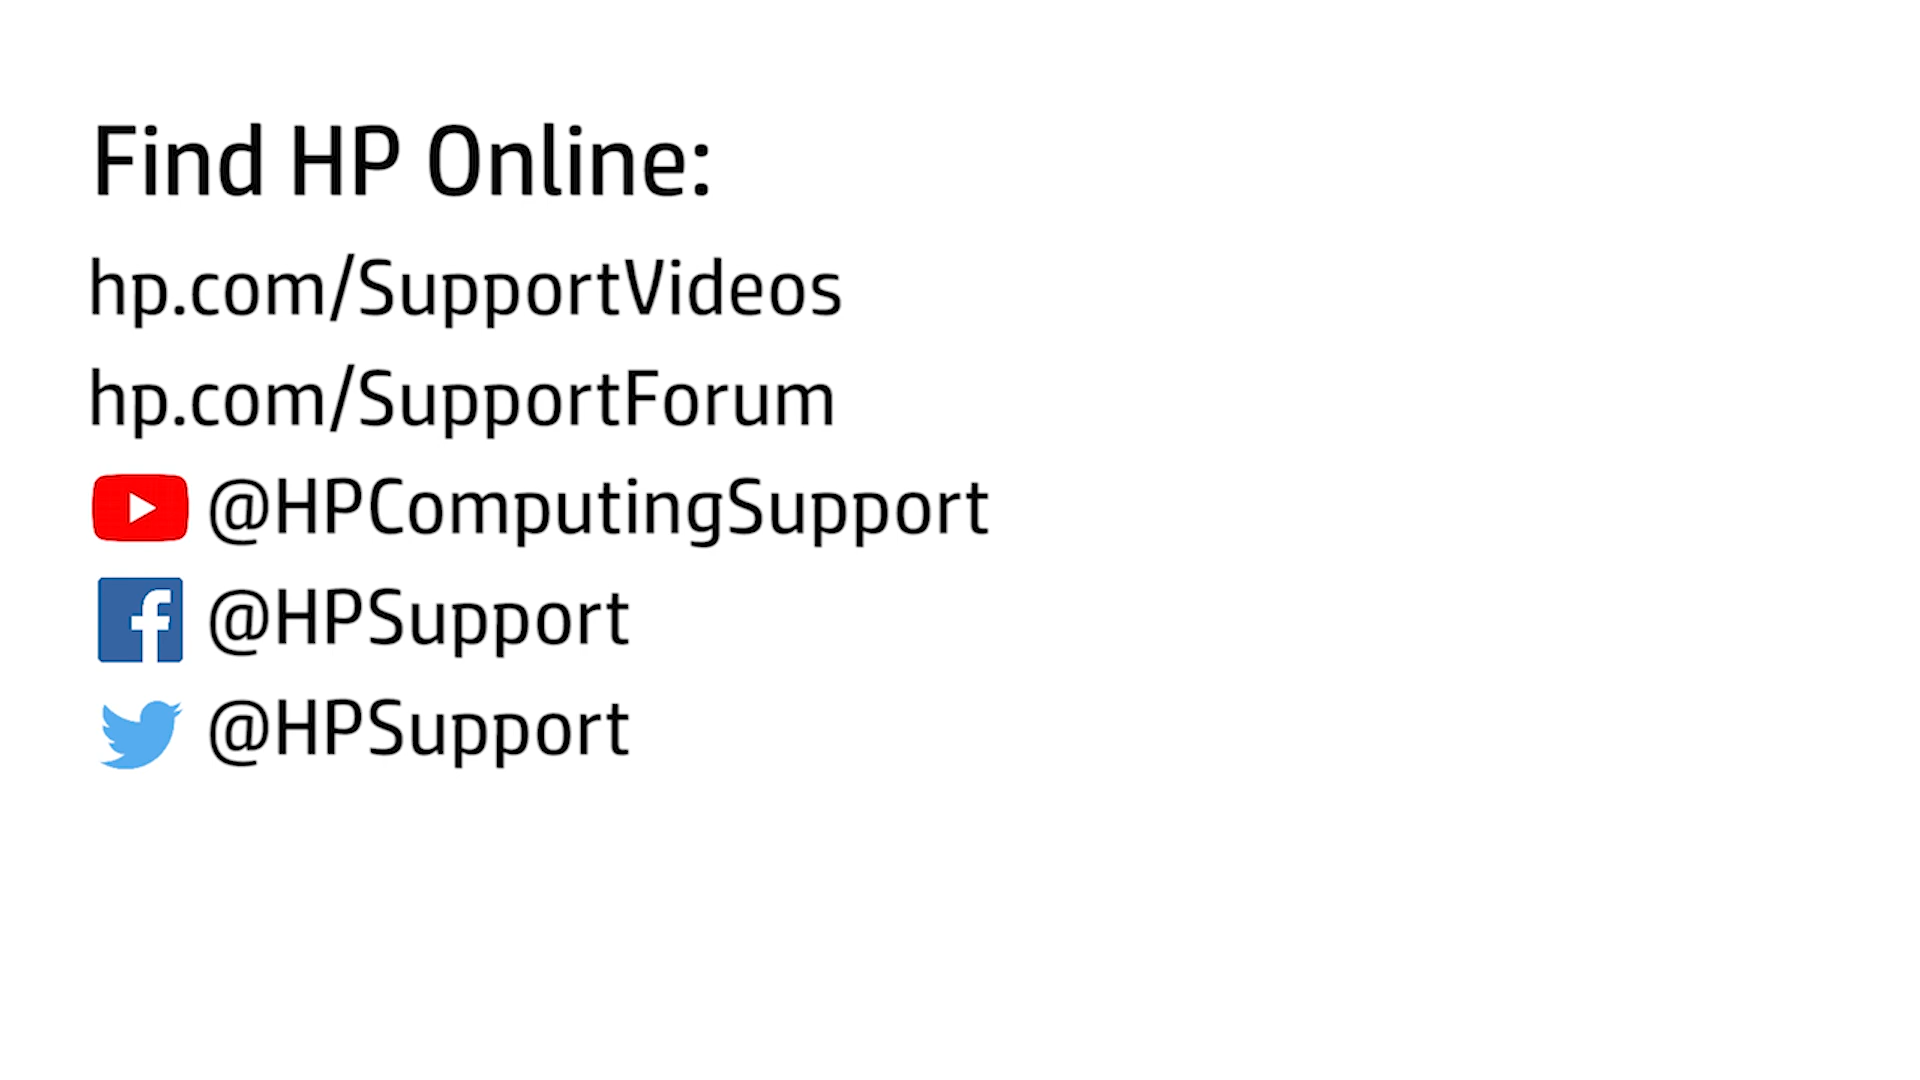 Find HP Online:
hp.com/SupportVideos
hp.com/SupportForum
@HPComputingSupport
@HPSupport
@HPSupport